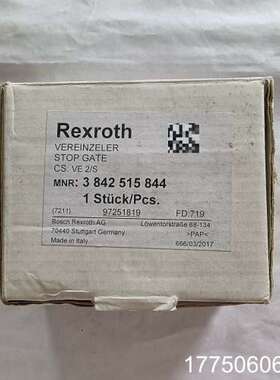 Rexroth
VEREINZELER
STOP GATE
CS. VE 2/S
MNR: 3 842 515 844
1 Stück/Pcs.
(7211) 97251819 FD:719
Bosch Rexroth AG Löwentorstraße 68-134
70440 Stuttgart Germany >PAP<
Made in Italy 666/03/2017
17750606